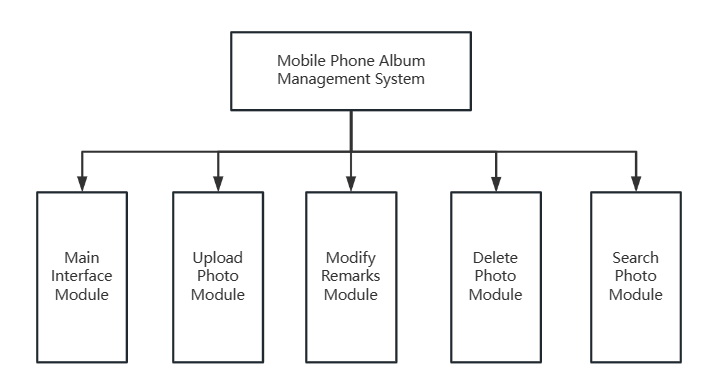 Mobile Phone Album
Management System
Main
Interface
Module
Upload
Photo
Module
Modify
Remarks
Module
Delete
Photo
Module
Search
Photo
Module